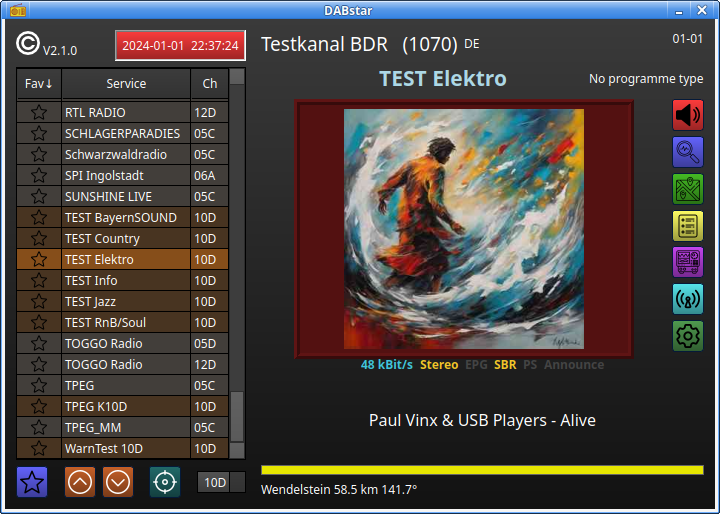 DABstar
© V2.1.0
2024-01-01 22:37:24
Fav↓ Service Ch
RTL RADIO 12D
SCHLAGERPARADIES 05C
Schwarzwaldradio 05C
SPI Ingolstadt 06A
SUNSHINE LIVE 05C
TEST BayernSOUND 10D
TEST Country 10D
TEST Elektro 10D
TEST Info 10D
TEST Jazz 10D
TEST RnB/Soul 10D
TOGGO Radio 05D
TOGGO Radio 12D
TPEG 05C
TPEG K10D 10D
TPEG_MM 05C
WarnTest 10D 10D
10D
Testkanal BDR (1070) DE
01-01
TEST Elektro
No programme type
48 kBit/s Stereo EPG SBR PS Announce
Paul Vinx & USB Players - Alive
Wendelstein 58.5 km 141.7°